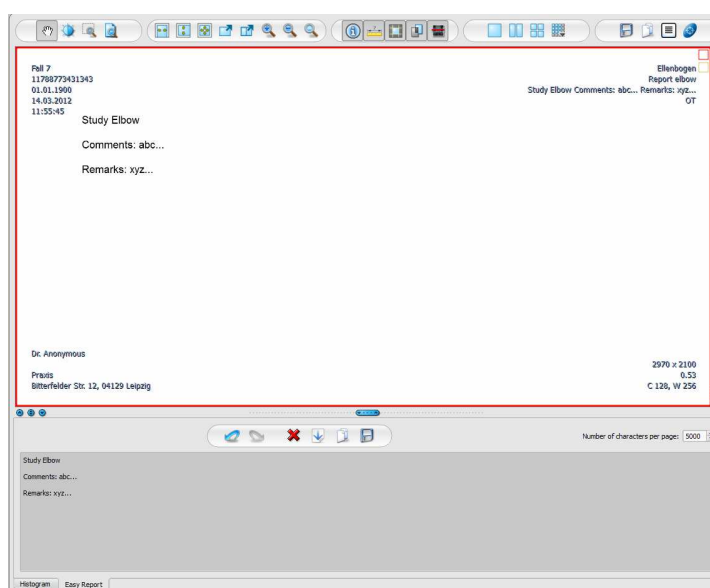 Fall 7
11788773431343
01.01.1900
14.03.2012
11:55:45
Ellenbogen
Report elbow
Study Elbow Comments: abc... Remarks: xyz...
OT
Study Elbow
Comments: abc...
Remarks: xyz...
Dr. Anonymous
Praxis
Bitterfelder Str. 12, 04129 Leipzig
2970 x 2100
0.53
C 128, W 256
Number of characters per page: 5000
Study Elbow
Comments: abc...
Remarks: xyz...
Histogram Easy Report